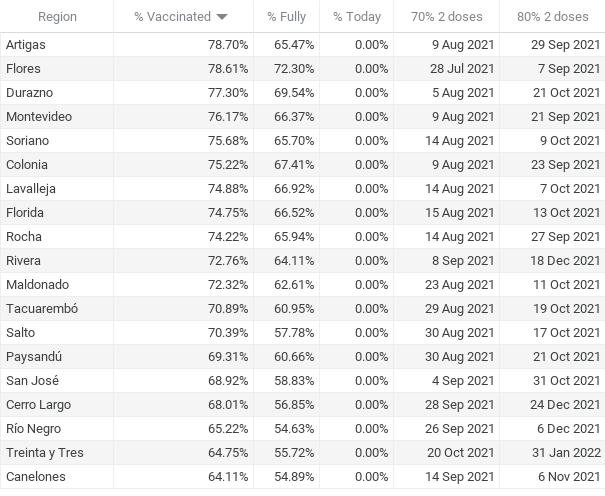 Region % Vaccinated % Fully % Today 70% 2 doses 80% 2 doses
Artigas 78.70% 65.47% 0.00% 9 Aug 2021 29 Sep 2021
Flores 78.61% 72.30% 0.00% 28 Jul 2021 7 Sep 2021
Durazno 77.30% 69.54% 0.00% 5 Aug 2021 21 Oct 2021
Montevideo 76.17% 66.37% 0.00% 9 Aug 2021 21 Sep 2021
Soriano 75.68% 65.70% 0.00% 14 Aug 2021 9 Oct 2021
Colonia 75.22% 67.41% 0.00% 9 Aug 2021 23 Sep 2021
Lavalleja 74.88% 66.92% 0.00% 14 Aug 2021 7 Oct 2021
Florida 74.75% 66.52% 0.00% 15 Aug 2021 13 Oct 2021
Rocha 74.22% 65.94% 0.00% 14 Aug 2021 27 Sep 2021
Rivera 72.76% 64.11% 0.00% 8 Sep 2021 18 Dec 2021
Maldonado 72.32% 62.61% 0.00% 23 Aug 2021 11 Oct 2021
Tacuarembó 70.89% 60.95% 0.00% 29 Aug 2021 19 Oct 2021
Salto 70.39% 57.78% 0.00% 30 Aug 2021 17 Oct 2021
Paysandú 69.31% 60.66% 0.00% 30 Aug 2021 21 Oct 2021
San José 68.92% 58.83% 0.00% 4 Sep 2021 31 Oct 2021
Cerro Largo 68.01% 56.85% 0.00% 28 Sep 2021 24 Dec 2021
Río Negro 65.22% 54.63% 0.00% 26 Sep 2021 6 Dec 2021
Treinta y Tres 64.75% 55.72% 0.00% 20 Oct 2021 31 Jan 2022
Canelones 64.11% 54.89% 0.00% 14 Sep 2021 6 Nov 2021